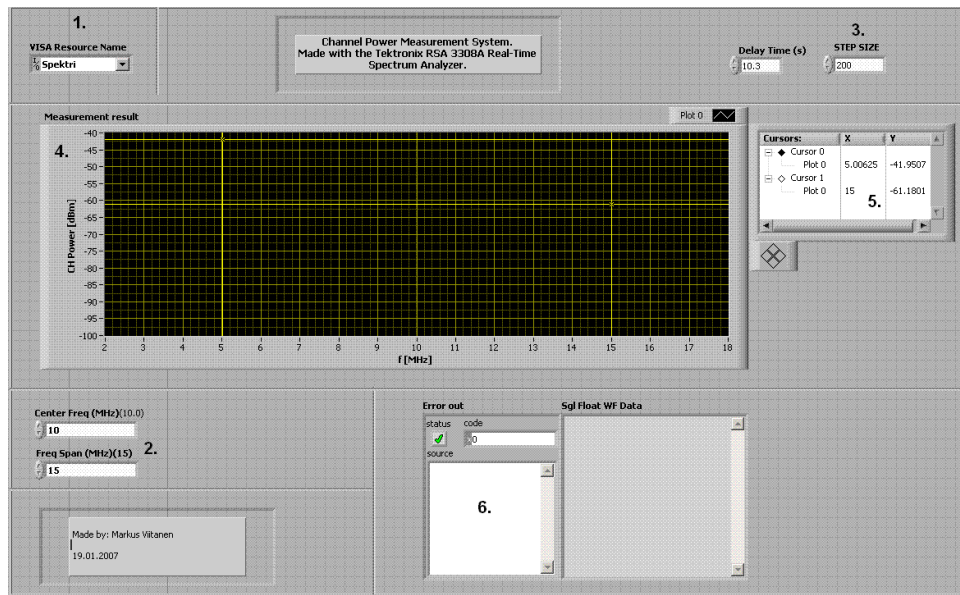 1.
VISA Resource Name
I/O Spektri
Channel Power Measurement System.
Made with the Tektronix RSA 3308A Real-Time
Spectrum Analyzer.
3.
Delay Time (s)
10.3
STEP SIZE
200
Measurement result
Plot 0
4.
CH Power [dBm]
-40
-45
-50
-55
-60
-65
-70
-75
-80
-85
-90
-95
-100
2 3 4 5 6 7 8 9 10 11 12 13 14 15 16 17 18
f [MHz]
Cursors: X Y
Cursor 0
Plot 0 5.00625 -41.9507
Cursor 1
Plot 0 15 -61.1801
5.
Center Freq (MHz)(10.0)
10
2.
Freq Span (MHz)(15)
15
Made by: Markus Viitanen
19.01.2007
Error out
status code
0
source
6.
Sgl Float WF Data